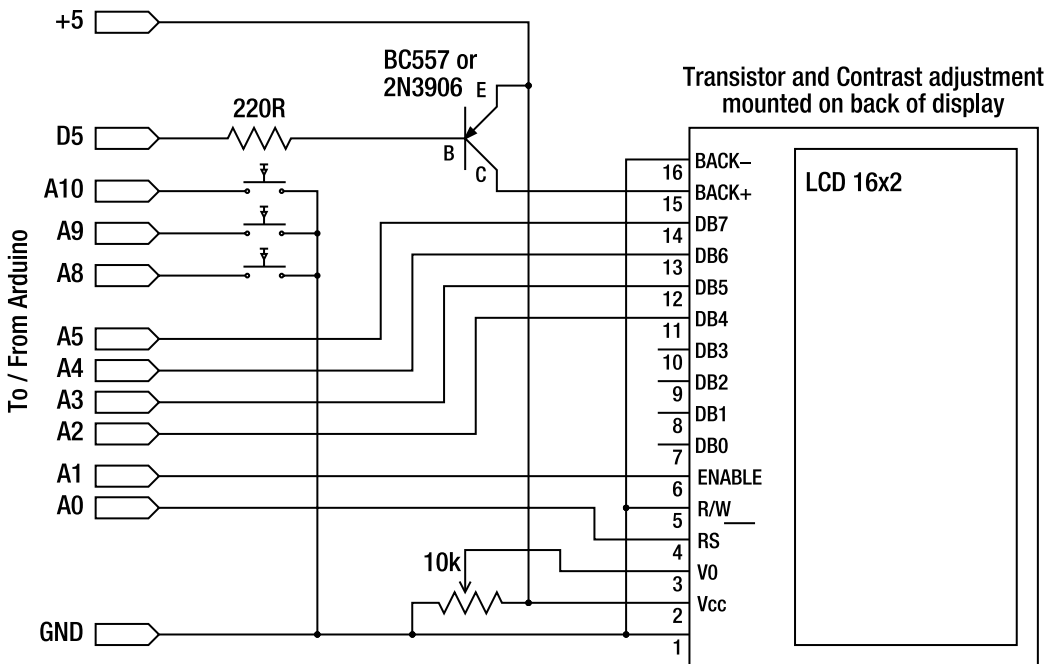 +5
BC557 or
2N3906
E
B
C
220R
D5
A10
A9
A8
A5
A4
A3
A2
A1
A0
GND
To / From Arduino
10k
Transistor and Contrast adjustment
mounted on back of display
LCD 16x2
16 BACK–
15 BACK+
14 DB7
13 DB6
12 DB5
11 DB4
10 DB3
9 DB2
8 DB1
7 DB0
6 ENABLE
5 R/W
4 RS
3 V0
2 Vcc
1